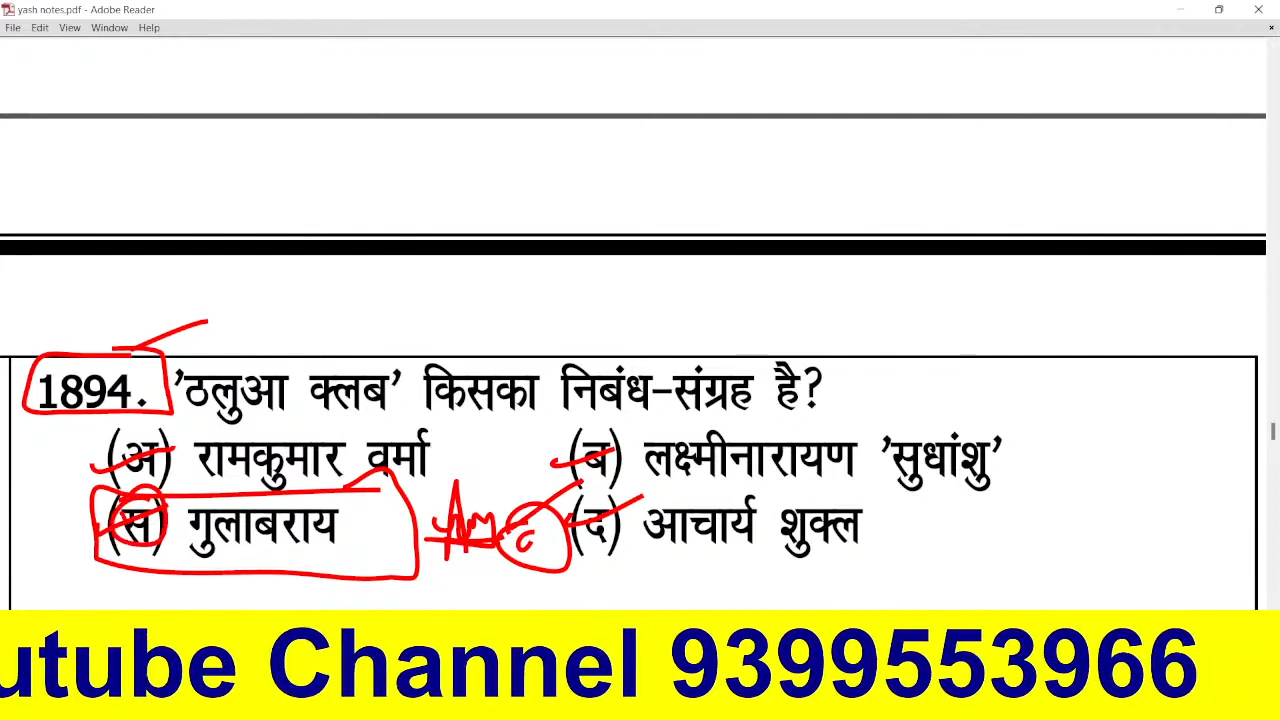 yash notes.pdf - Adobe Reader
File Edit View Window Help
1894. 'ठलुआ क्लब' किसका निबंध-संग्रह है?
(अ) रामकुमार वर्मा (ब) लक्ष्मीनारायण 'सुधांशु'
(स) गुलाबराय Ans c (द) आचार्य शुक्ल
utube Channel 9399553966